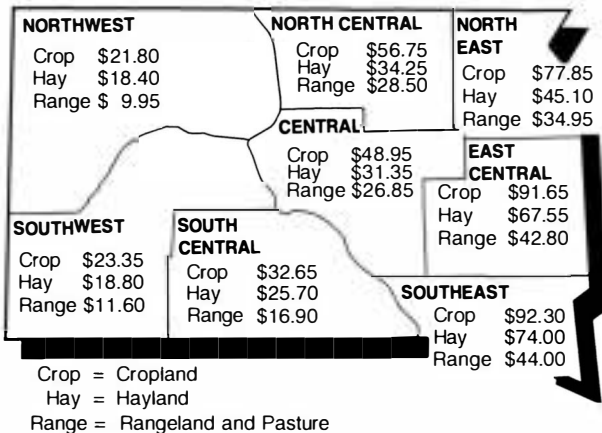 NORTHWEST
Crop $21.80
Hay $18.40
Range $ 9.95
NORTH CENTRAL
Crop $56.75
Hay $34.25
Range $28.50
NORTH
EAST
Crop $77.85
Hay $45.10
Range $34.95
CENTRAL
Crop $48.95
Hay $31.35
Range $26.85
EAST
CENTRAL
Crop $91.65
Hay $67.55
Range $42.80
SOUTHWEST
Crop $23.35
Hay $18.80
Range $11.60
SOUTH
CENTRAL
Crop $32.65
Hay $25.70
Range $16.90
SOUTHEAST
Crop $92.30
Hay $74.00
Range $44.00
Crop = Cropland
Hay = Hayland
Range = Rangeland and Pasture